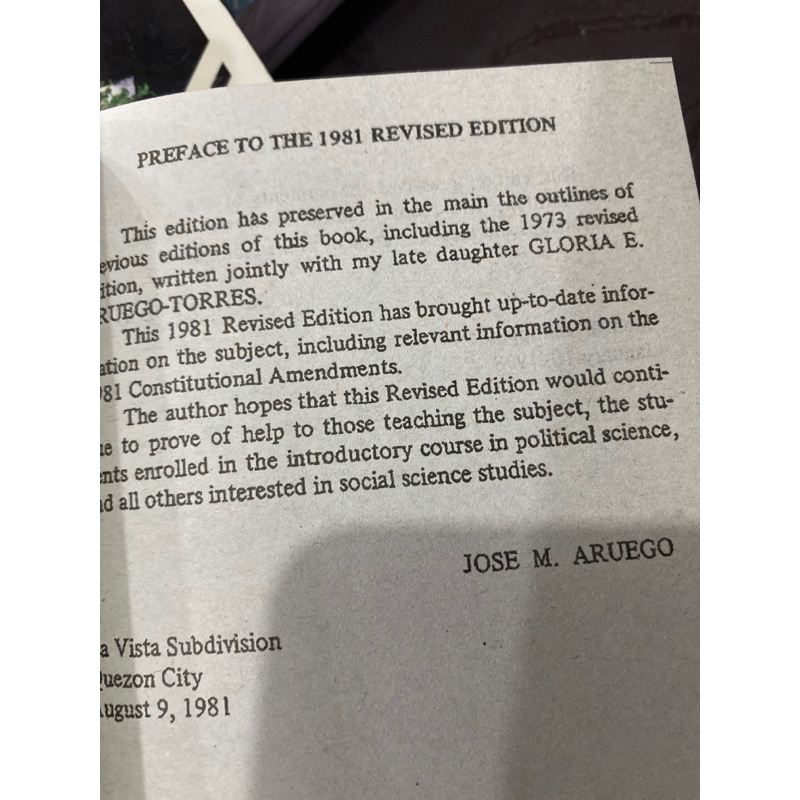 PREFACE TO THE 1981 REVISED EDITION
This edition has preserved in the main the outlines of
evious editions of this book, including the 1973 revised
ition, written jointly with my late daughter GLORIA E.
RUEGO-TORRES.
This 1981 Revised Edition has brought up-to-date infor-
ation on the subject, including relevant information on the
81 Constitutional Amendments.
The author hopes that this Revised Edition would conti-
ue to prove of help to those teaching the subject, the stu-
ents enrolled in the introductory course in political science,
nd all others interested in social science studies.
JOSE M. ARUEGO
a Vista Subdivision
uezon City
ugust 9, 1981